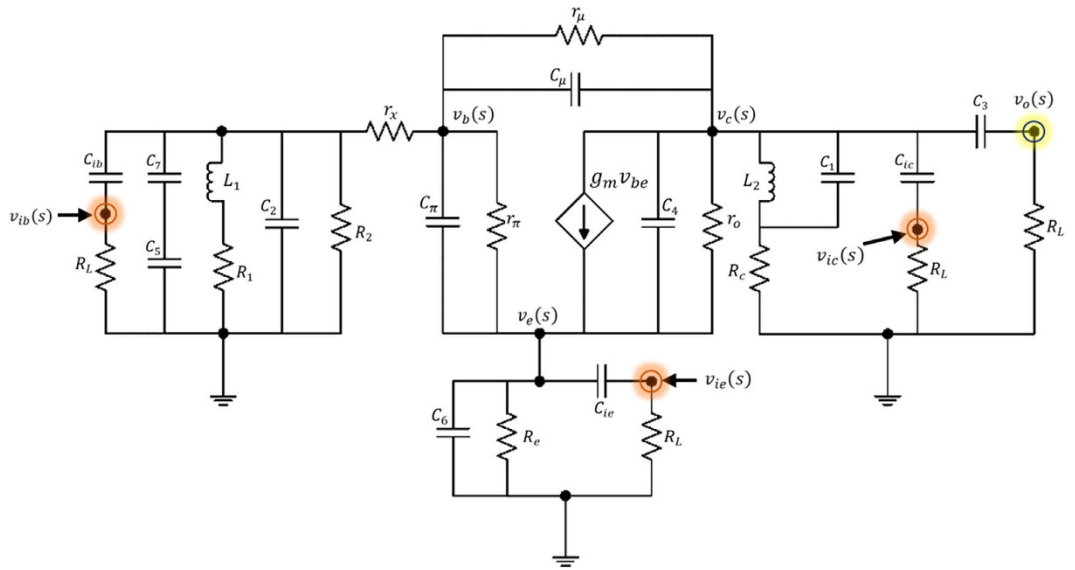 r_μ
C_μ
r_x
v_b(s)
v_c(s)
C_3
v_o(s)
C_ib
C_7
L_1
C_2
R_2
C_π
r_π
g_m v_be
C_4
r_o
L_2
C_1
C_ic
v_ib(s)
R_L
C_5
R_1
R_c
v_ic(s)
R_L
R_L
v_e(s)
C_6
R_e
C_ie
R_L
v_ie(s)